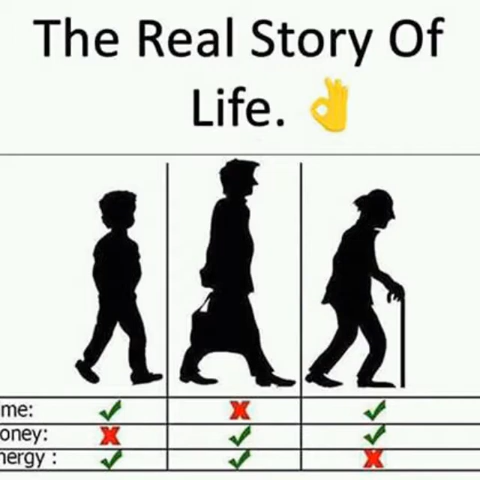 The Real Story Of
Life. 👌
me:
oney:
nergy :